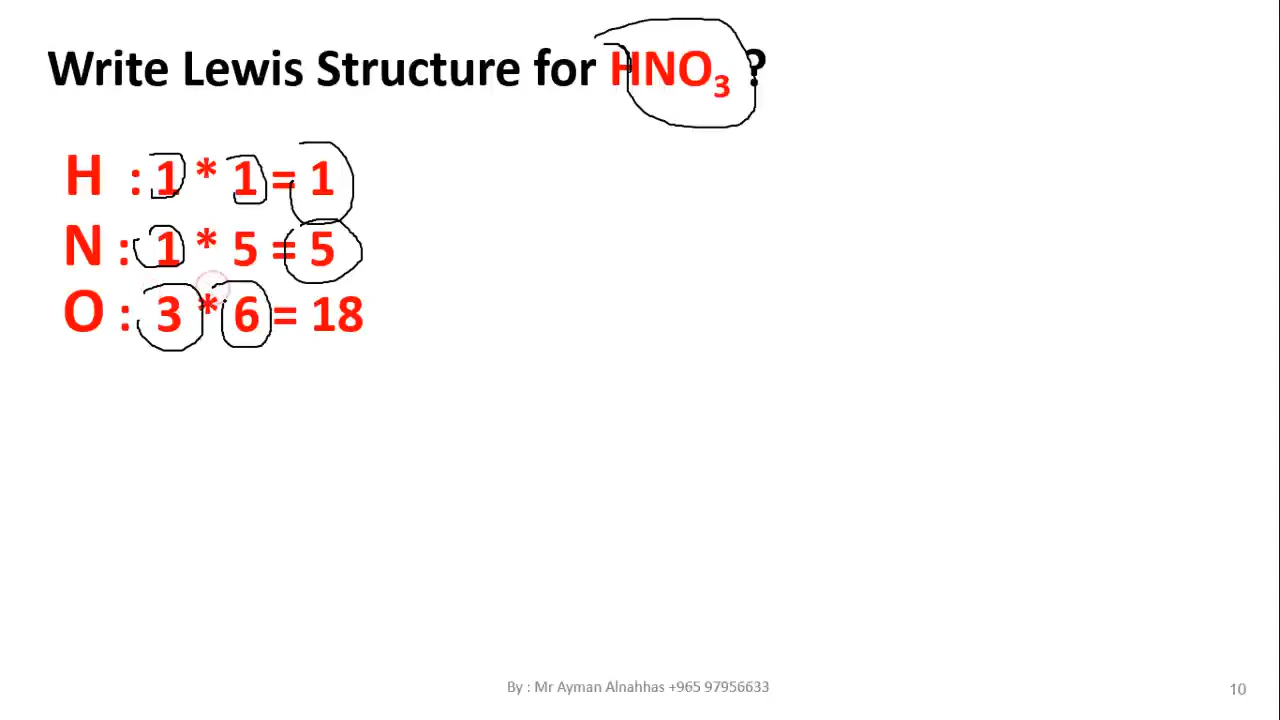 Write Lewis Structure for HNO₃ ?
H : 1 * 1 = 1
N : 1 * 5 = 5
O : 3 * 6 = 18
By : Mr Ayman Alnahhas +965 97956633
10